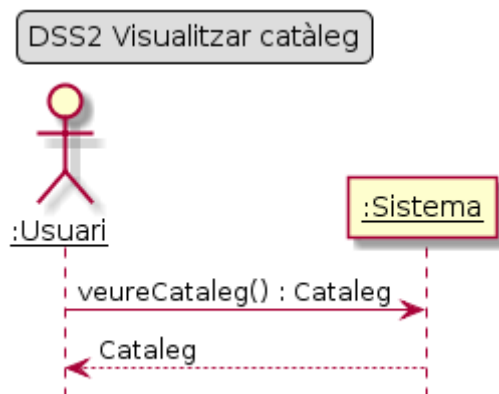 DSS2 Visualitzar catàleg
:Usuari
:Sistema
veureCataleg() : Cataleg
Cataleg